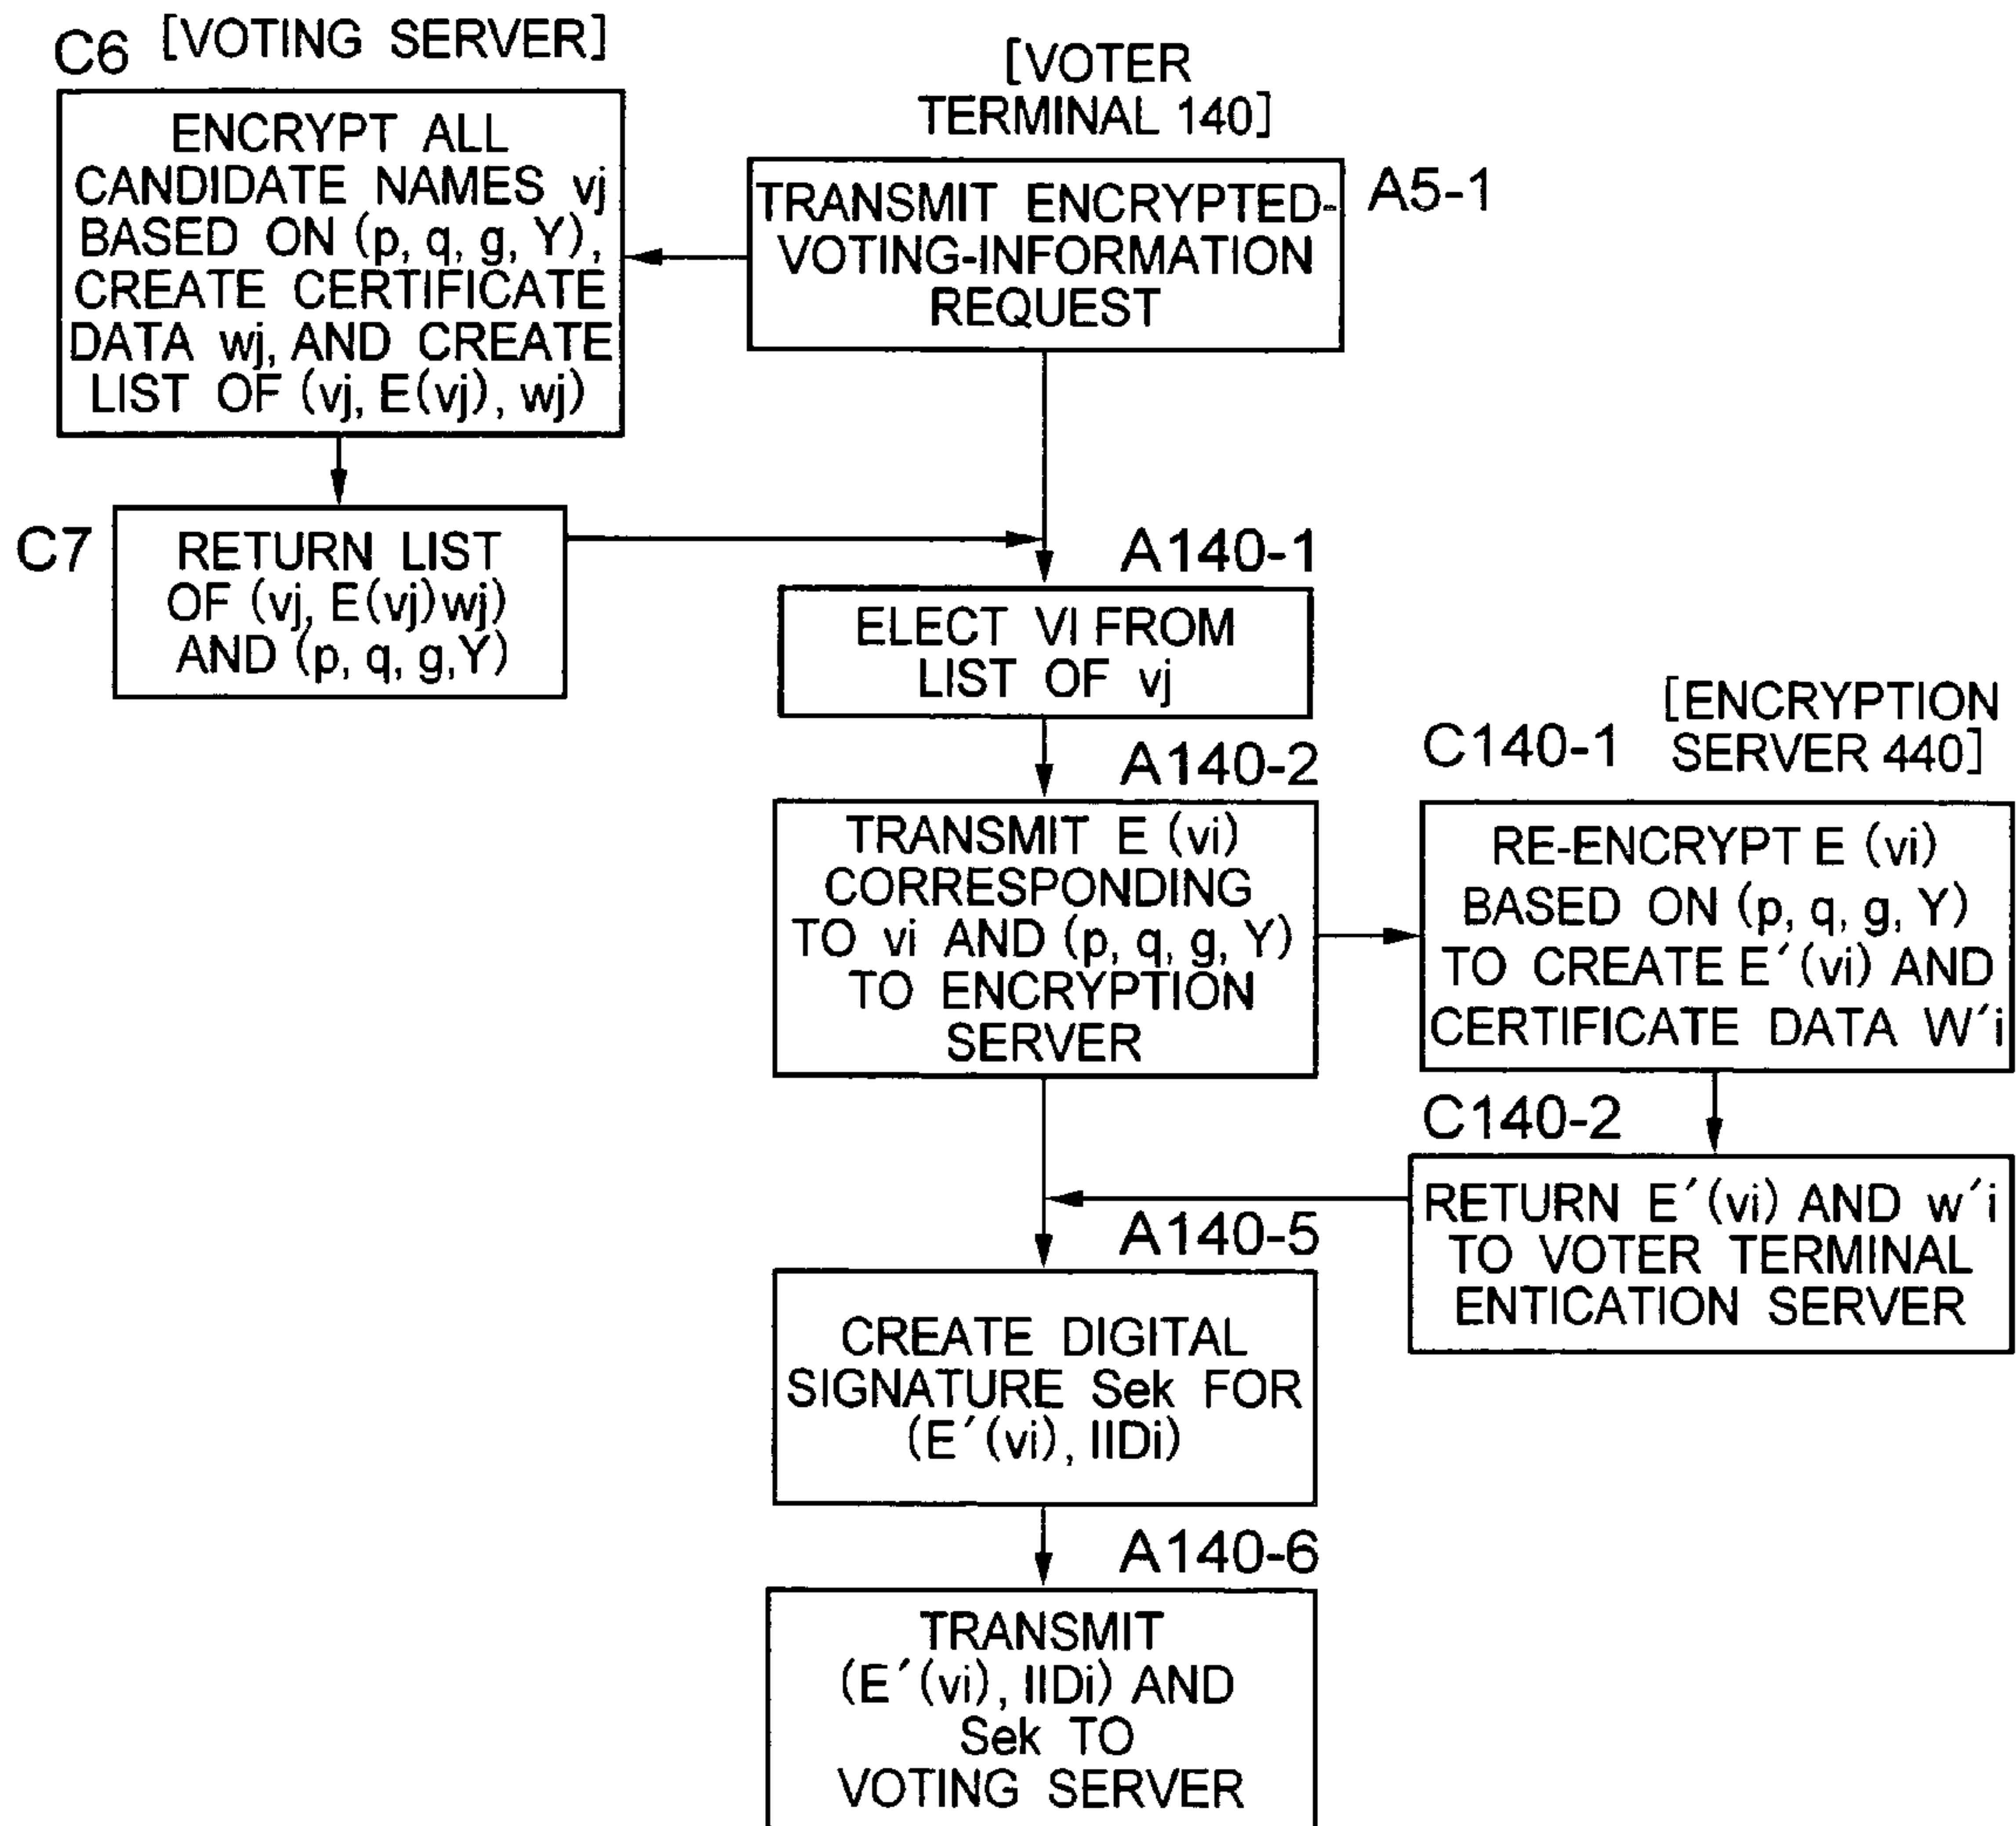 C6 [VOTING SERVER]
ENCRYPT ALL
CANDIDATE NAMES vj
BASED ON (p, q, g, Y),
CREATE CERTIFICATE
DATA wj, AND CREATE
LIST OF (vj, E(vj), wj)
[VOTER
TERMINAL 140]
TRANSMIT ENCRYPTED-
VOTING-INFORMATION
REQUEST
A5-1
C7
RETURN LIST
OF (vj, E(vj)wj)
AND (p, q, g,Y)
A140-1
ELECT VI FROM
LIST OF vj
A140-2
TRANSMIT E (vi)
CORRESPONDING
TO vi AND (p, q, g, Y)
TO ENCRYPTION
SERVER
C140-1
[ENCRYPTION
SERVER 440]
RE-ENCRYPT E (vi)
BASED ON (p, q, g, Y)
TO CREATE E′(vi) AND
CERTIFICATE DATA W′i
C140-2
RETURN E′(vi) AND w′i
TO VOTER TERMINAL
ENTICATION SERVER
A140-5
CREATE DIGITAL
SIGNATURE Sek FOR
(E′(vi), IIDi)
A140-6
TRANSMIT
(E′(vi), IIDi) AND
Sek TO
VOTING SERVER